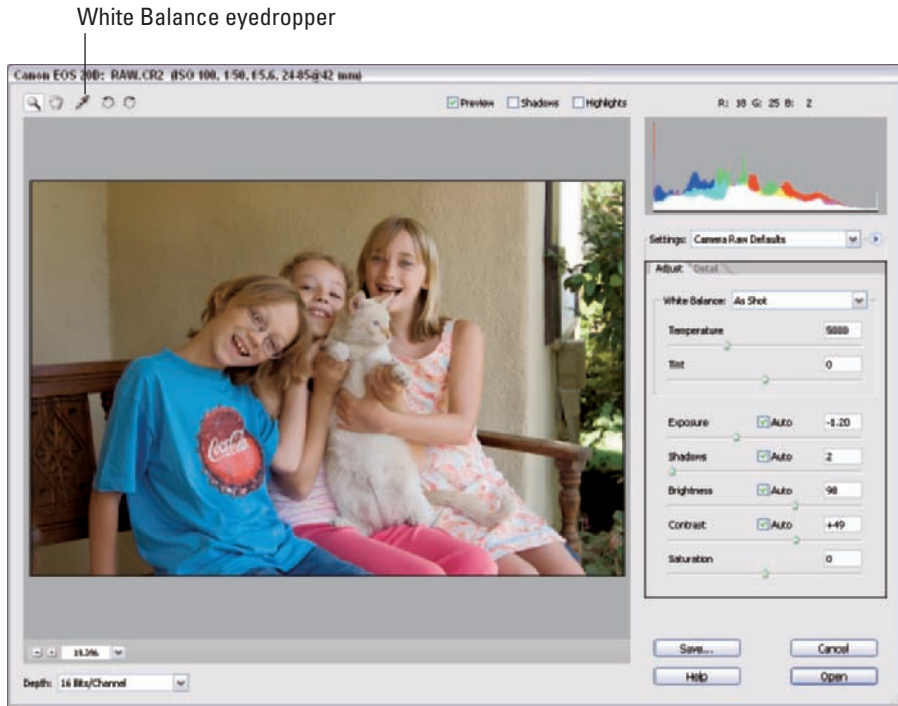 White Balance eyedropper
Canon EOS 20D: RAW.CR2 (ISO 100, 1/50, f/5.6, 24-85@42 mm)
Preview Shadows Highlights
R: 18 G: 25 B: 2
Settings: Camera Raw Defaults
Adjust Detail
White Balance: As Shot
Temperature 5000
Tint 0
Exposure Auto -1.20
Shadows Auto 2
Brightness Auto 98
Contrast Auto +49
Saturation 0
Coca-Cola
Save... Cancel
Depth: 16 Bits/Channel
Help Open